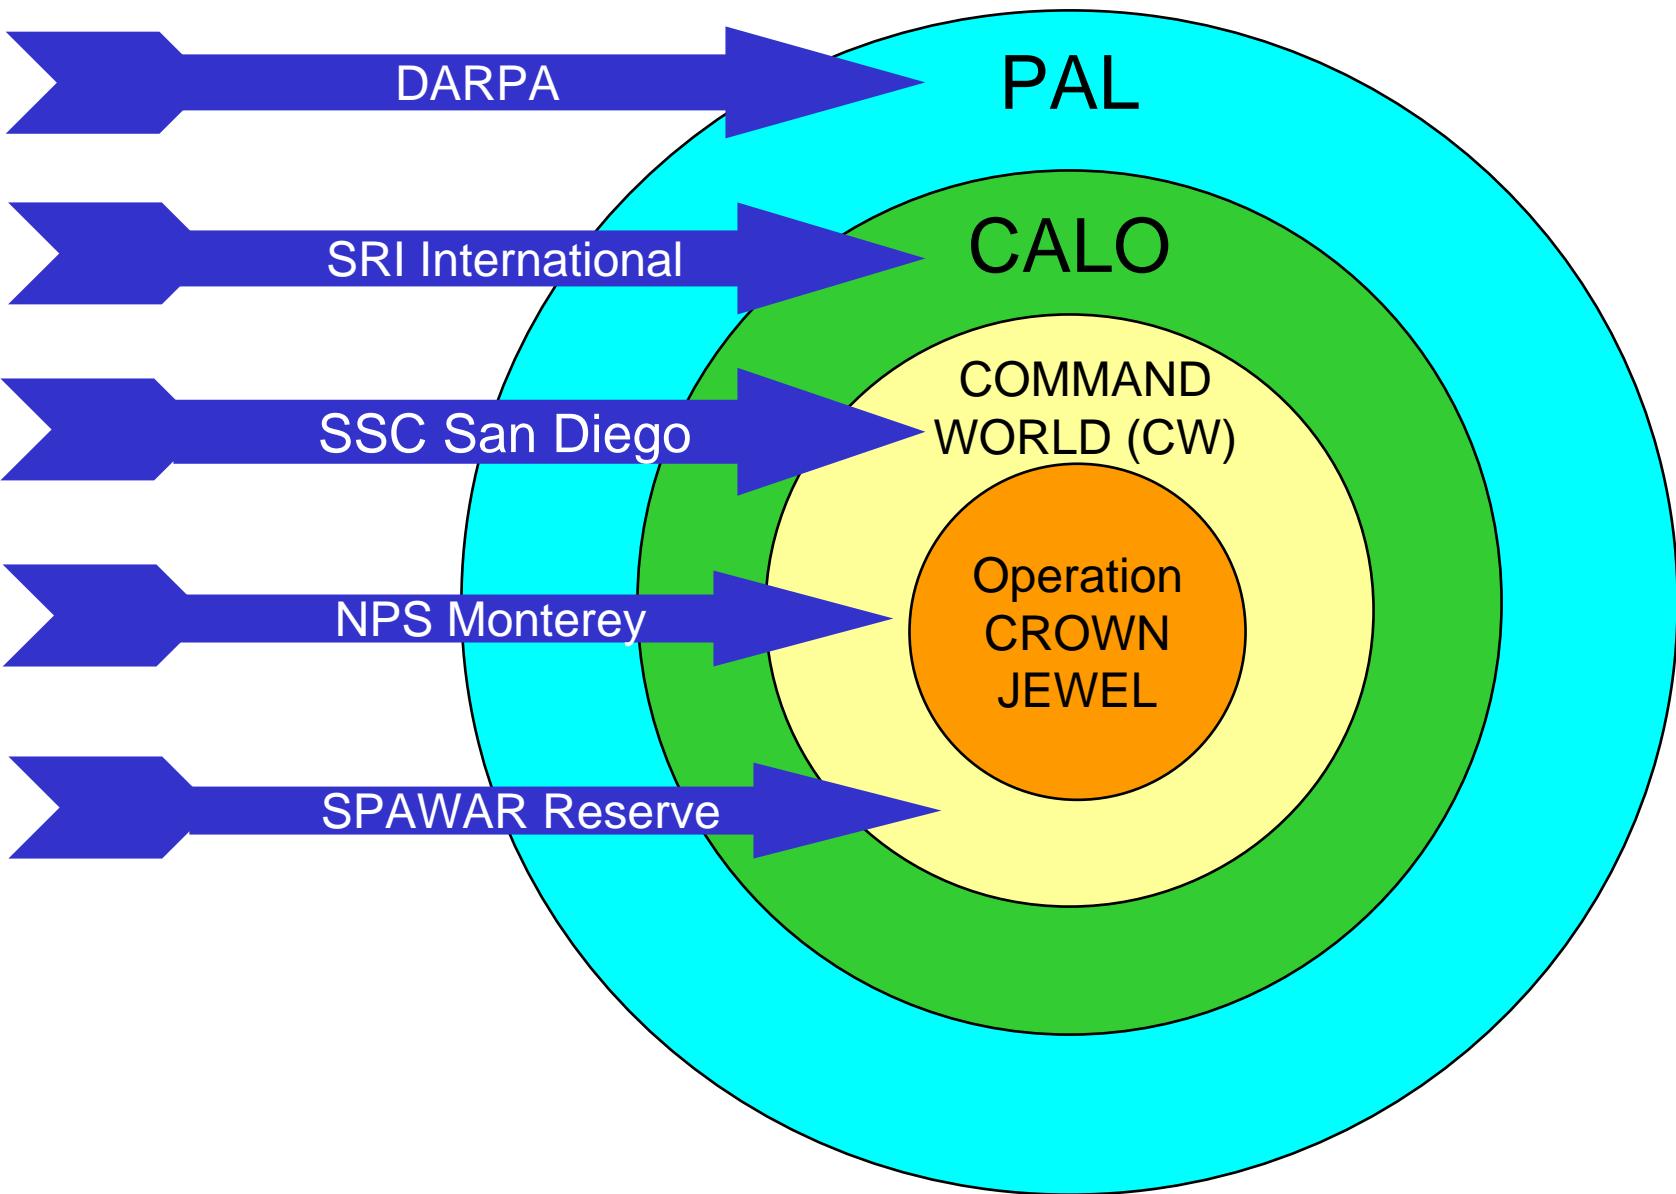 DARPA
PAL
SRI International
CALO
COMMAND
WORLD (CW)
SSC San Diego
Operation
CROWN
JEWEL
NPS Monterey
SPAWAR Reserve